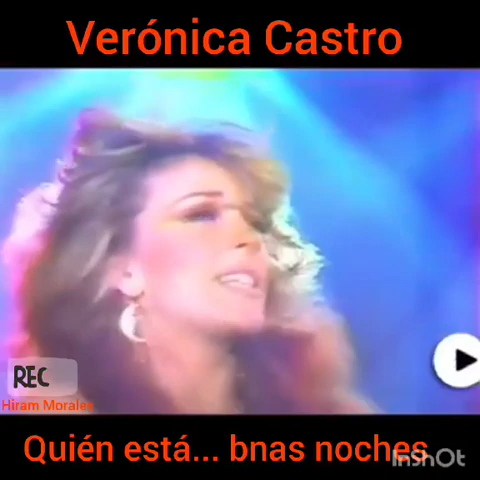 Verónica Castro
REC
Hiram Morales
Quién está... bnas noches
InShOt